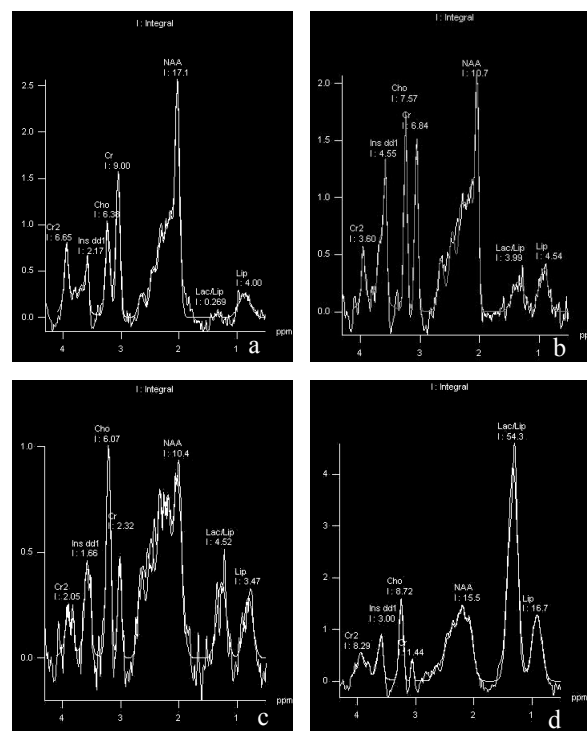 I : Integral
NAA
I : 17.1
2.5
2.0
Cr
I : 9.00
1.5
Cho
I : 6.38
1.0
Cr2
I : 6.65
Ins dd1
I : 2.17
0.5
Lac/Lip
I : 0.269
Lip
I : 4.00
0.0
ppm
4
3
2
1
a
I : Integral
NAA
I : 10.7
2.0
Cho
I : 7.57
Cr
I : 6.84
1.5
Ins dd1
I : 4.55
1.0
Cr2
I : 3.60
0.5
Lac/Lip
I : 3.99
Lip
I : 4.54
0.0
ppm
4
3
2
1
b
I : Integral
Cho
I : 6.07
1.0
NAA
I : 10.4
Cr
I : 2.32
Ins dd1
I : 1.66
0.5
Lac/Lip
I : 4.52
Cr2
I : 2.05
Lip
I : 3.47
0.0
ppm
4
3
2
1
c
I : Integral
Lac/Lip
I : 54.3
4
3
2
Cho
I : 8.72
NAA
I : 15.5
Lip
I : 16.7
Ins dd1
I : 3.00
1
Cr2
I : 8.29
1.44
0
ppm
4
3
2
1
d